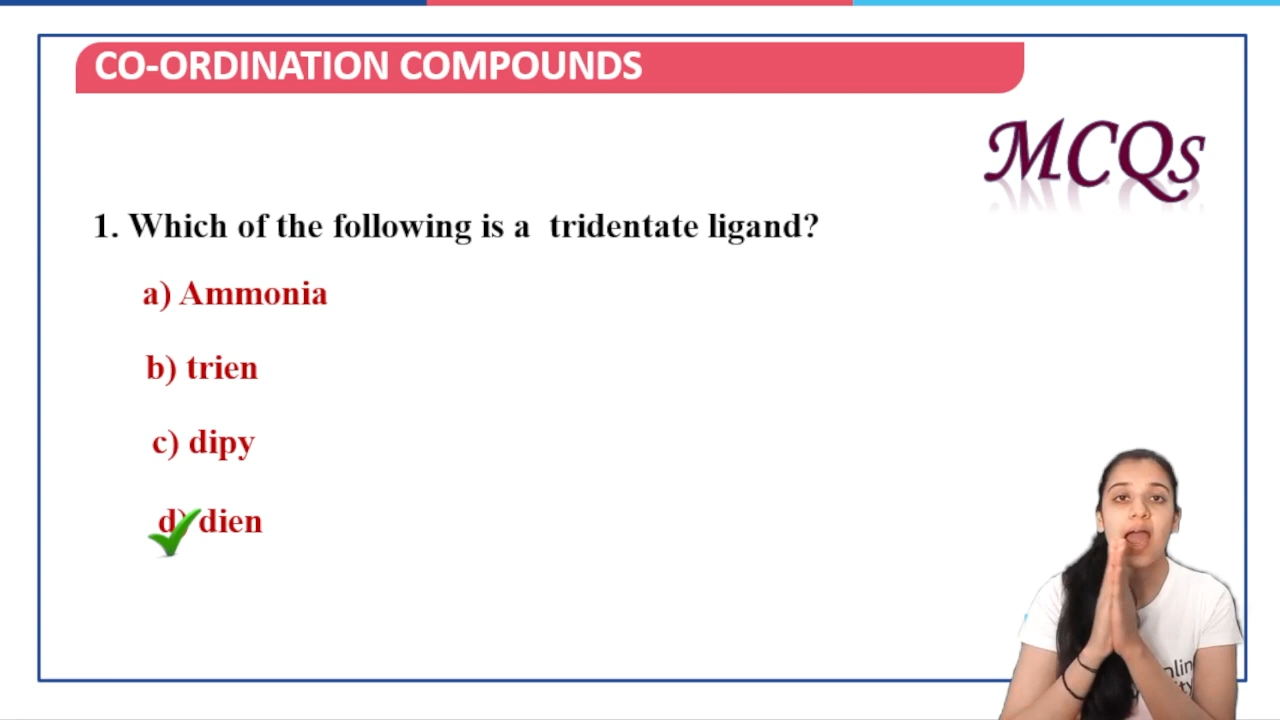 CO-ORDINATION COMPOUNDS
MCQs
1. Which of the following is a tridentate ligand?
a) Ammonia
b) trien
c) dipy
d) dien